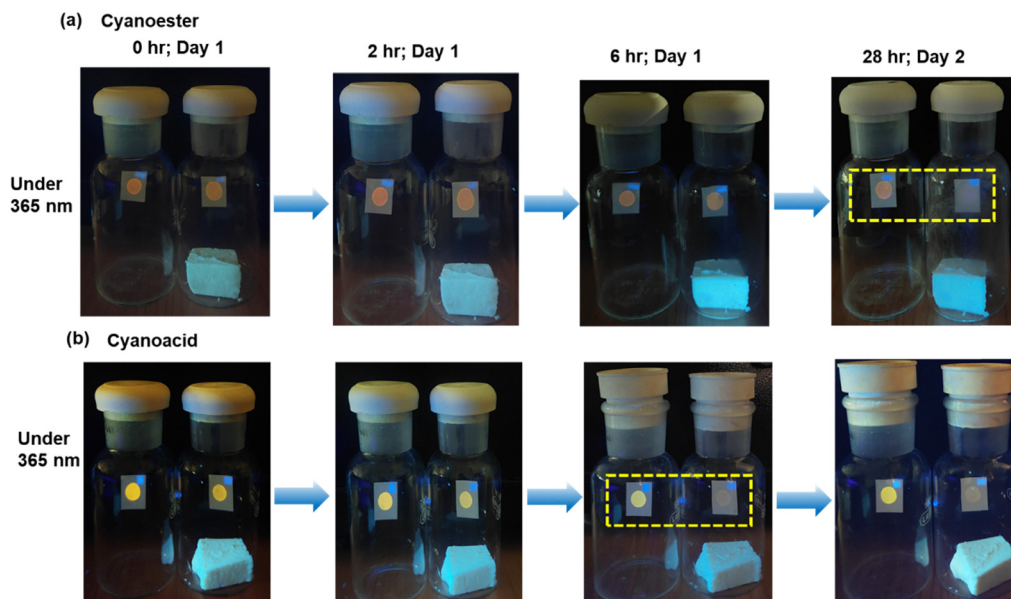 (a) Cyanoester
0 hr; Day 1
2 hr; Day 1
6 hr; Day 1
28 hr; Day 2
Under
365 nm
(b) Cyanoacid
Under
365 nm